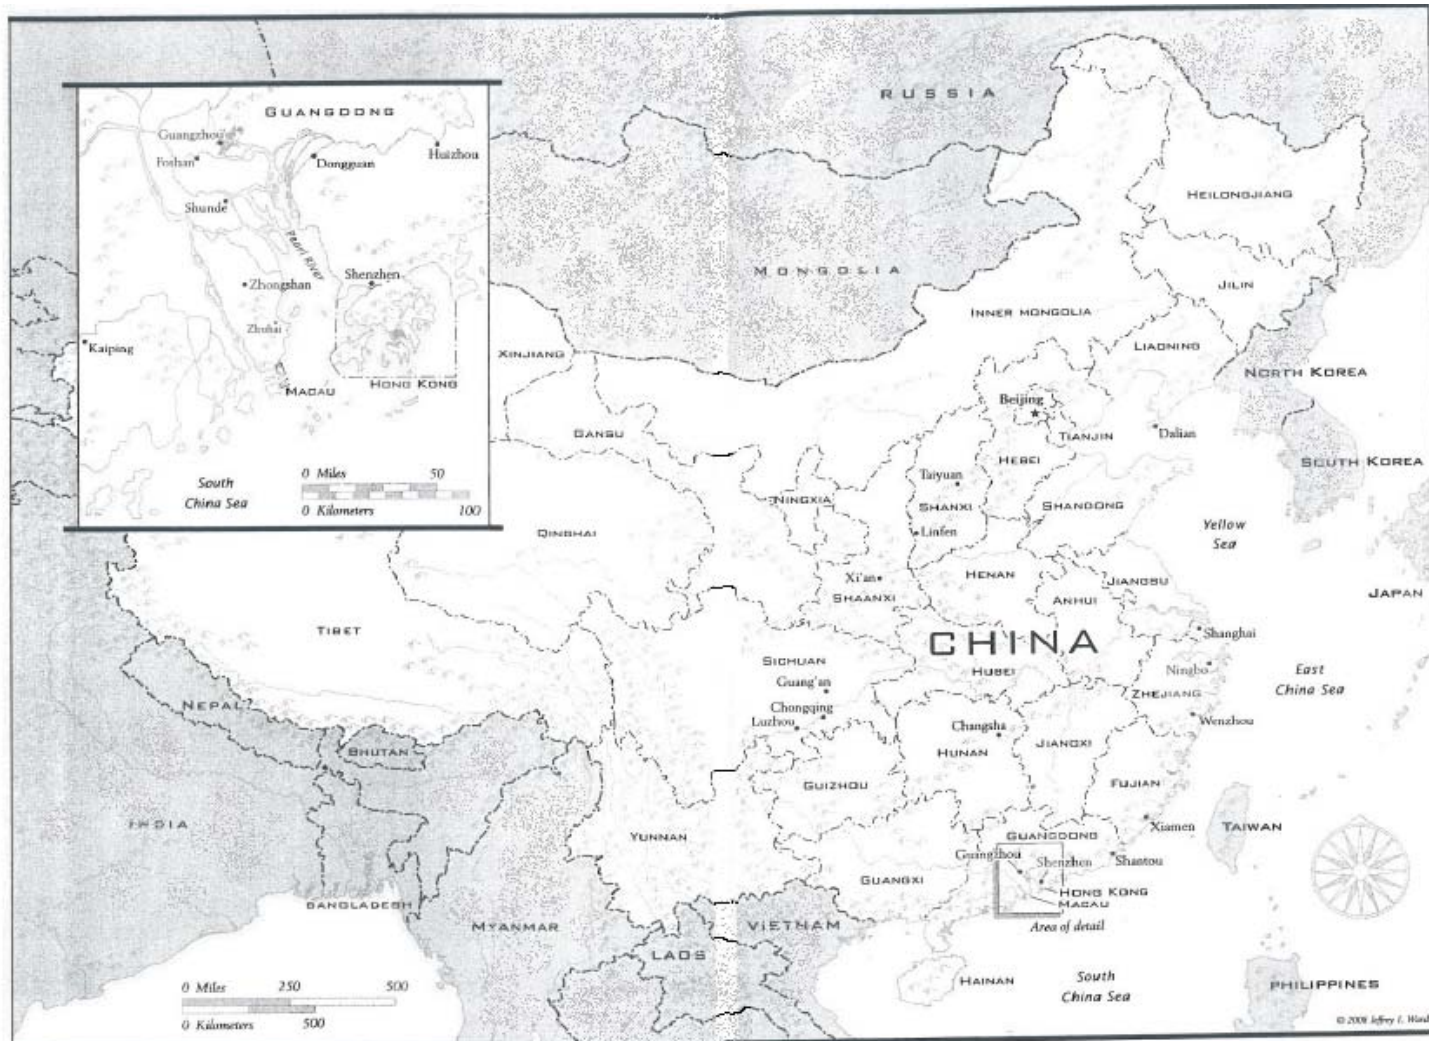 GUANGDONG
Guangzhou
Foshan
Dongguan
Huizhou
Shunde
Pearl River
Zhongshan
Shenzhen
Zhuhai
Kaiping
MACAU
HONG KONG
South
China Sea
0 Miles 50
0 Kilometers 100
RUSSIA
MONGOLIA
HEILONGJIANG
JILIN
INNER MONGOLIA
LIAONING
NORTH KOREA
XINJIANG
GANSU
Beijing
TIANJIN
Dalian
HEBEI
SOUTH KOREA
Taiyuan
NINGXIA
SHANXI
SHANDONG
Linfen
Yellow
Sea
QINGHAI
HENAN
Xi'an
SHAANXI
JIANGSU
ANHUI
JAPAN
TIBET
CHINA
Shanghai
SICHUAN
HUBEI
Ningbo
East
China Sea
Guang'an
ZHEJIANG
NEPAL
Chongqing
Luzhou
Changsha
Wenzhou
BHUTAN
HUNAN
JIANGXI
GUIZHOU
FUJIAN
INDIA
YUNNAN
Xiamen
TAIWAN
GUANGDONG
Guangzhou
Shenzhen
Shantou
GUANGXI
HONG KONG
MACAU
BANGLADESH
MYANMAR
VIETNAM
Area of detail
LAOS
HAINAN
South
China Sea
PHILIPPINES
0 Miles 250 500
0 Kilometers 500
© 2008 Jeffrey L. Ward